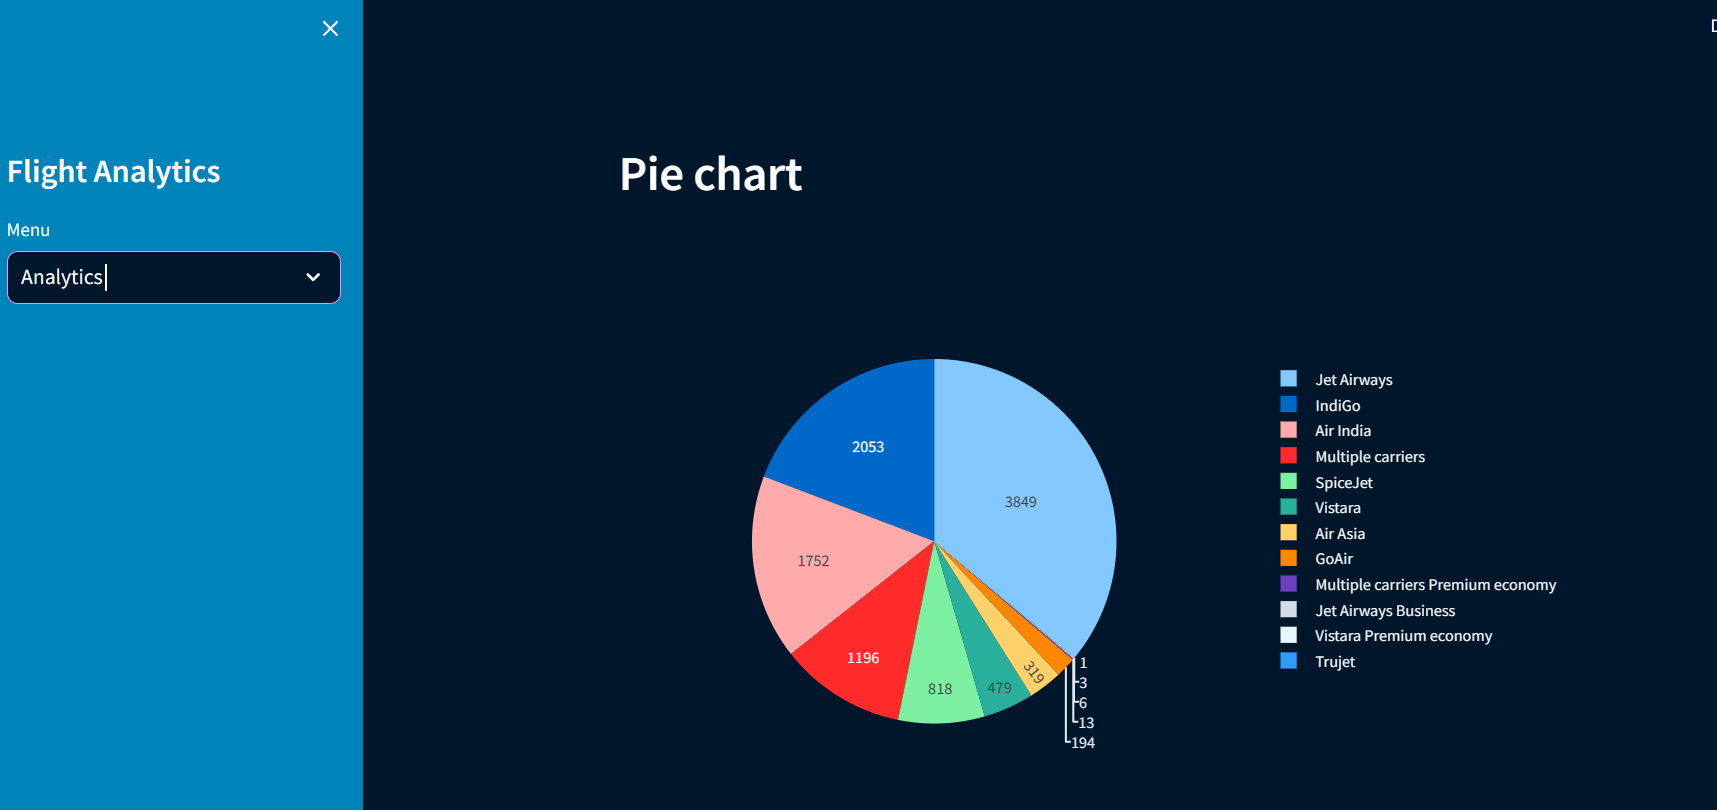 Flight Analytics
Menu
Analytics
Pie chart
2053
3849
1752
1196
818
479
319
1
3
6
13
194
Jet Airways
IndiGo
Air India
Multiple carriers
SpiceJet
Vistara
Air Asia
GoAir
Multiple carriers Premium economy
Jet Airways Business
Vistara Premium economy
Trujet